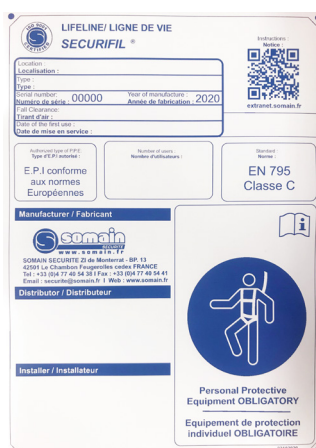 LIFELINE/ LIGNE DE VIE
SECURIFIL ®
Instructions :
Notice :
extranet.somain.fr
Location :
Localisation :
Type :
Type :
Serial number:
Numéro de série : 00000
Year of manufacture :
Année de fabrication : 2020
Fall Clearance:
Tirant d'air :
Date of the first use :
Date de mise en service :
Authorized type of P.P.E:
Type d'E.P.I autorisé :
E.P.I conforme
aux normes
Européennes
Number of users :
Nombre d'utilisateurs :
Standard :
Norme :
EN 795
Classe C
Manufacturer / Fabricant
somain
SECURITE
www.somain.fr
SOMAIN SECURITE ZI de Monterrat - BP. 13
42501 Le Chambon Feugerolles cedex FRANCE
Tel : +33 (0)4 77 40 54 38 I Fax : +33 (0)4 77 40 54 41
Email : securite@somain.fr I Web : www.somain.fr
Distributor / Distributeur
Installer / Installateur
Personal Protective
Equipment OBLIGATORY
Equipement de protection
individuel OBLIGATOIRE